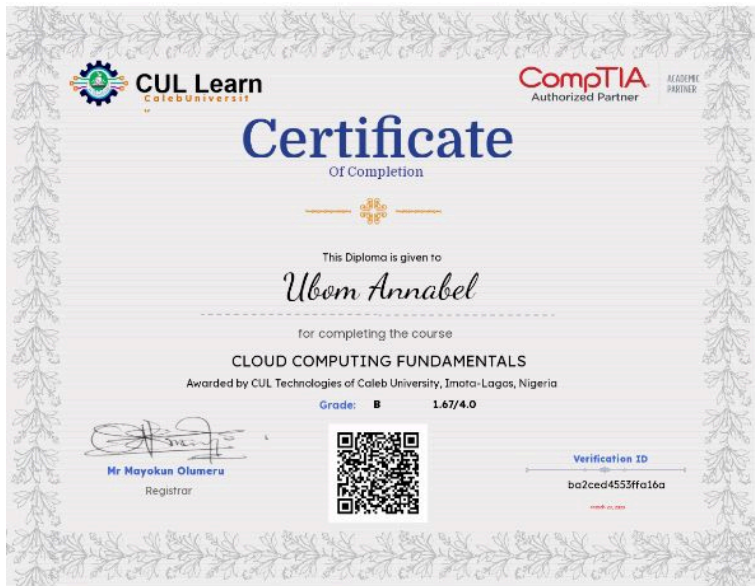 CUL Learn
CalebUniversit
y
CompTIA.
Authorized Partner
ACADEMIC
PARTNER
Certificate
Of Completion
This Diploma is given to
Ubom Annabel
for completing the course
CLOUD COMPUTING FUNDAMENTALS
Awarded by CUL Technologies of Caleb University, Imota-Lagos, Nigeria
Grade: B 1.67/4.0
Mr Mayokun Olumeru
Registrar
Verification ID
ba2ced4553ffa16a